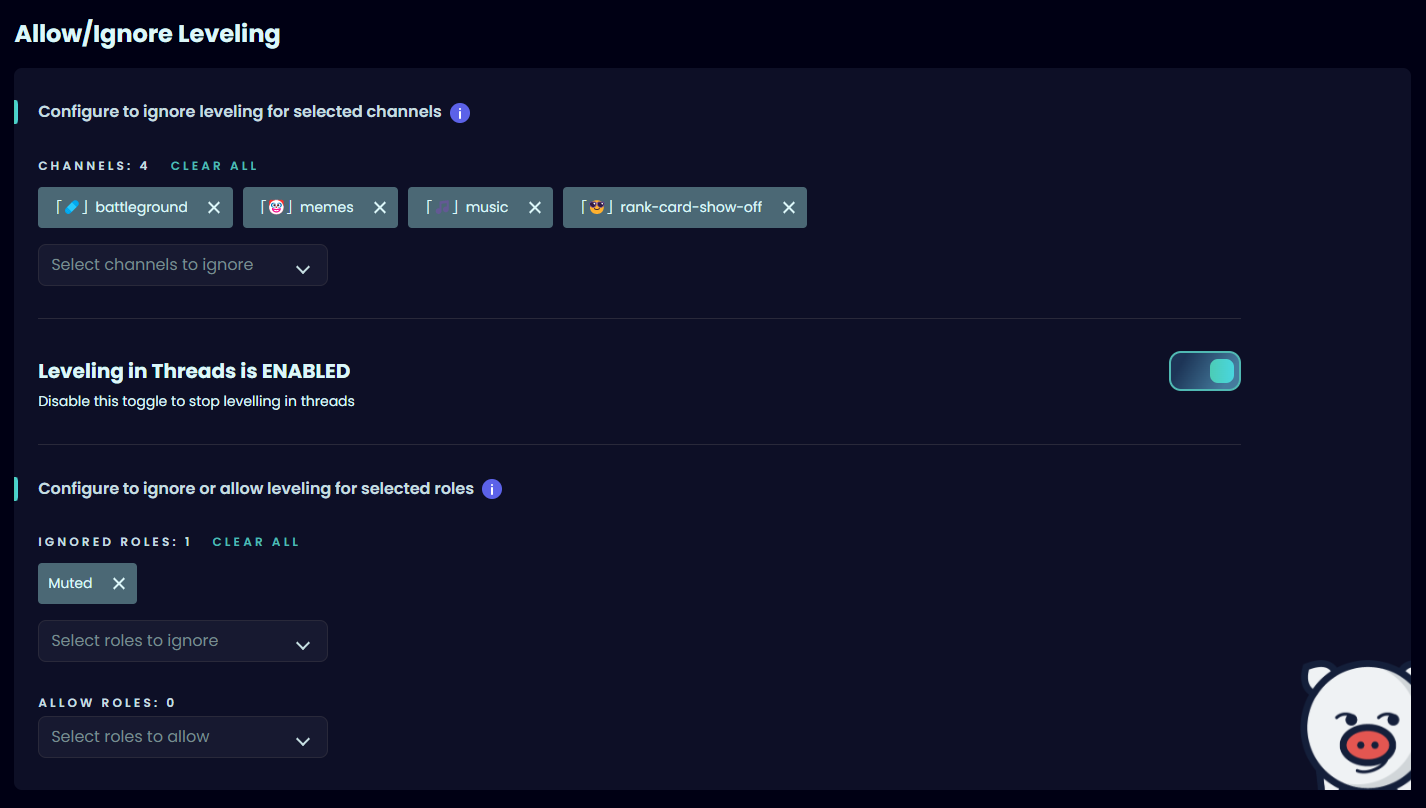 Allow/Ignore Leveling
Configure to ignore leveling for selected channels i
CHANNELS: 4 CLEAR ALL
「🧪」battleground ✕ 「🤡」memes ✕ 「🎵」music ✕ 「😎」rank-card-show-off ✕
Select channels to ignore
Leveling in Threads is ENABLED
Disable this toggle to stop levelling in threads
Configure to ignore or allow leveling for selected roles i
IGNORED ROLES: 1 CLEAR ALL
Muted ✕
Select roles to ignore
ALLOW ROLES: 0
Select roles to allow